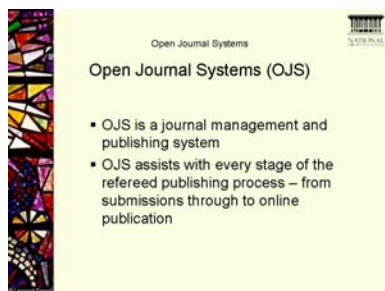 Open Journal Systems
NATIONAL
Open Journal Systems (OJS)
▪ OJS is a journal management and
publishing system
▪ OJS assists with every stage of the
refereed publishing process – from
submissions through to online
publication